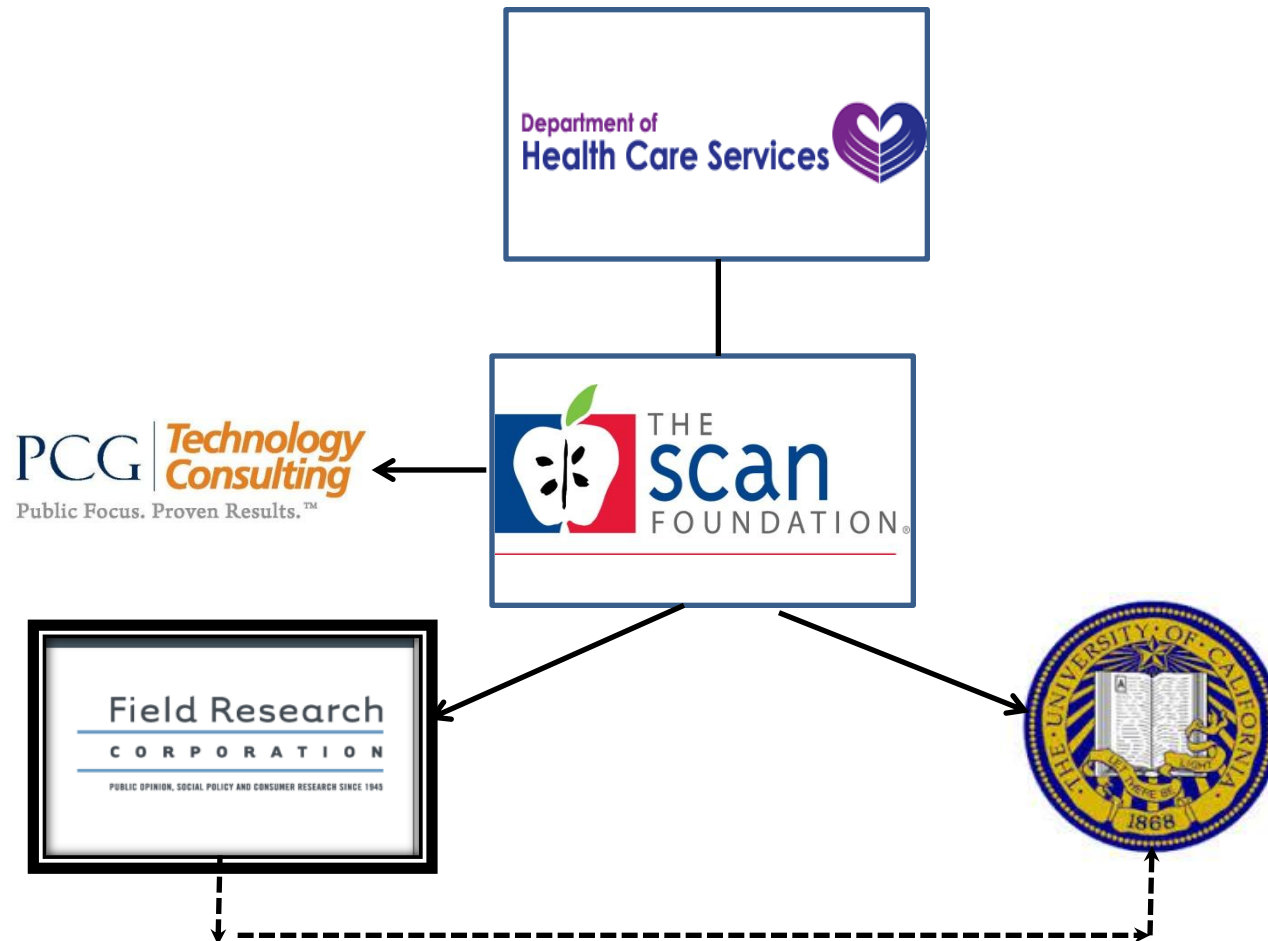 Department of
Health Care Services
THE
scan
FOUNDATION®
PCG Technology
Consulting
Public Focus. Proven Results.™
Field Research
CORPORATION
PUBLIC OPINION, SOCIAL POLICY AND CONSUMER RESEARCH SINCE 1945
THE · UNIVERSITY · OF · CALIFORNIA ·
A
LET THERE BE LIGHT
1868